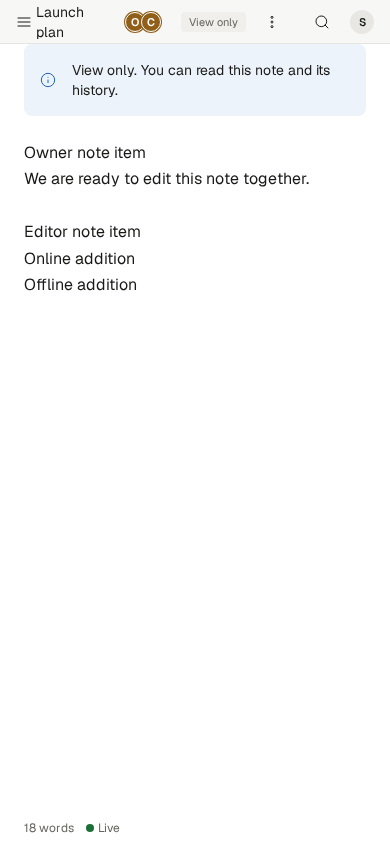 Launch plan
O
C
View only
S
View only. You can read this note and its
history.
Owner note item
We are ready to edit this note together.
Editor note item
Online addition
Offline addition
18 words
Live